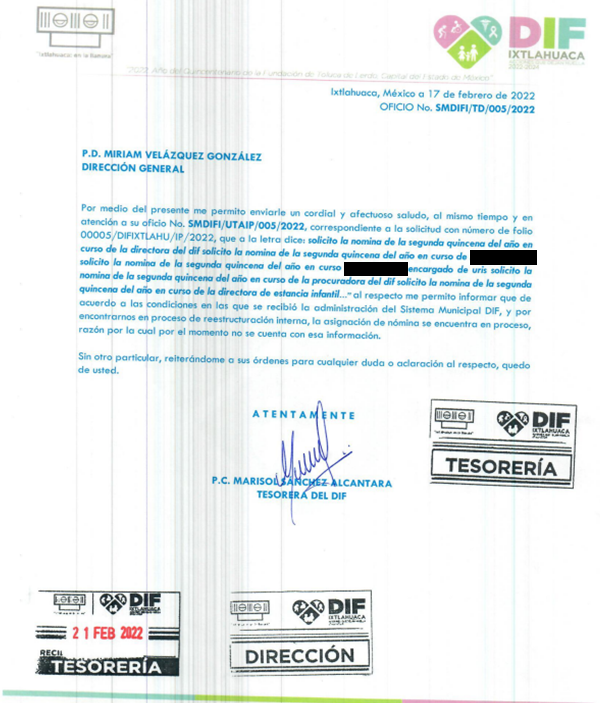 "Ixtlahuaca: en la Banana"
DIF
IXTLAHUACA
"2022. Año del Quincentenario de la Fundación de Toluca de Lerdo, Capital del Estado de México".
Ixtlahuaca, México a 17 de febrero de 2022
OFICIO No. SMDIFI/TD/005/2022
P.D. MIRIAM VELÁZQUEZ GONZÁLEZ
DIRECCIÓN GENERAL
Por medio del presente me permito enviarle un cordial y afectuoso saludo, al mismo tiempo y en
atención a su oficio No. SMDIFI/UTAIP/005/2022, correspondiente a la solicitud con número de folio
00005/DIFIXTLAHU/IP/2022, que a la letra dice: solicito la nomina de la segunda quincena del año en
curso de la directora del dif solicito la nomina de la segunda quincena del año en curso de
solicito la nomina de la segunda quincena del año en curso encargado de uris solicito la
nomina de la segunda quincena del año en curso de la procuradora del dif solicito la nomina de la segunda
quincena del año en curso de la directora de estancia infantil..." al respecto me permito informar que de
acuerdo a las condiciones en las que se recibió la administración del Sistema Municipal DIF, y por
encontrarnos en proceso de reestructuración interna, la asignación de nómina se encuentra en proceso,
razón por la cual por el momento no se cuenta con esa información.
Sin otro particular, reiterándome a sus órdenes para cualquier duda o aclaración al respecto, quedo
de usted.
ATENTAMENTE
P.C. MARISOL SÁNCHEZ ALCANTARA
TESORERA DEL DIF
DIF
IXTLAHUACA
TESORERÍA
DIF
IXTLAHUACA
21 FEB 2022
RECI
TESORERÍA
DIF
IXTLAHUACA
DIRECCIÓN